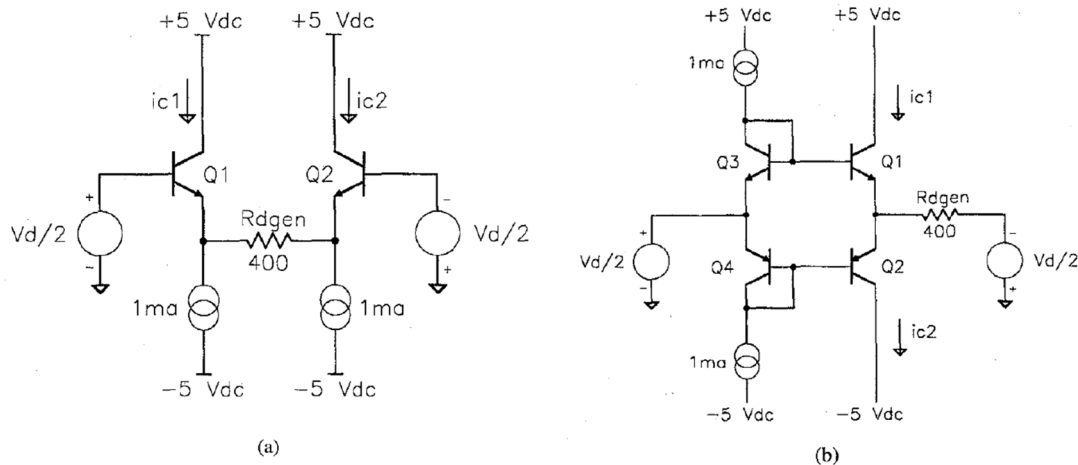 +5 Vdc
+5 Vdc
ic1
ic2
Q1
Q2
+
-
Vd/2
Rdgen
400
-
+
Vd/2
1ma
1ma
-5 Vdc
-5 Vdc
(a)
+5 Vdc
+5 Vdc
1ma
ic1
Q3
Q1
Rdgen
400
+
-
Vd/2
-
+
Vd/2
Q4
Q2
1ma
ic2
-5 Vdc
-5 Vdc
(b)